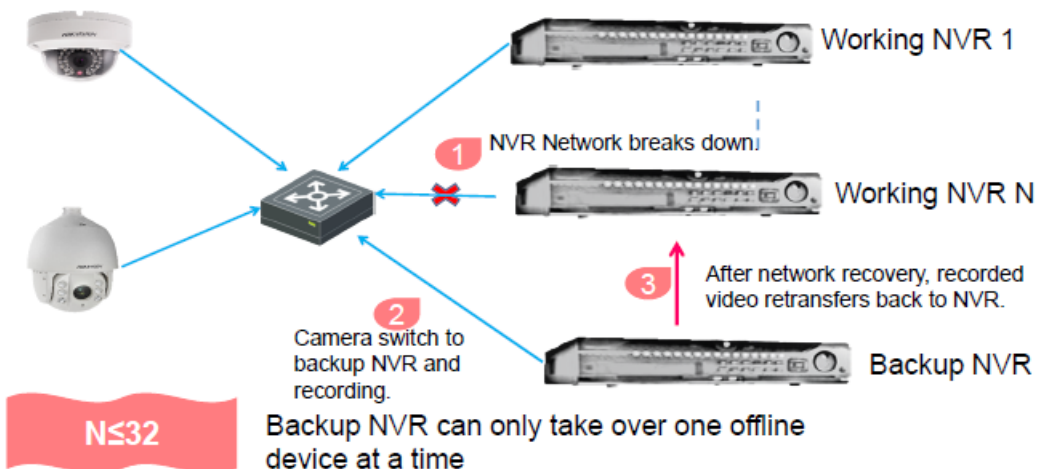 HIKVISION
Working NVR 1
1
NVR Network breaks down.
Working NVR N
3
After network recovery, recorded
video retransfers back to NVR.
2
Camera switch to
backup NVR and
recording.
Backup NVR
N≤32
Backup NVR can only take over one offline
device at a time